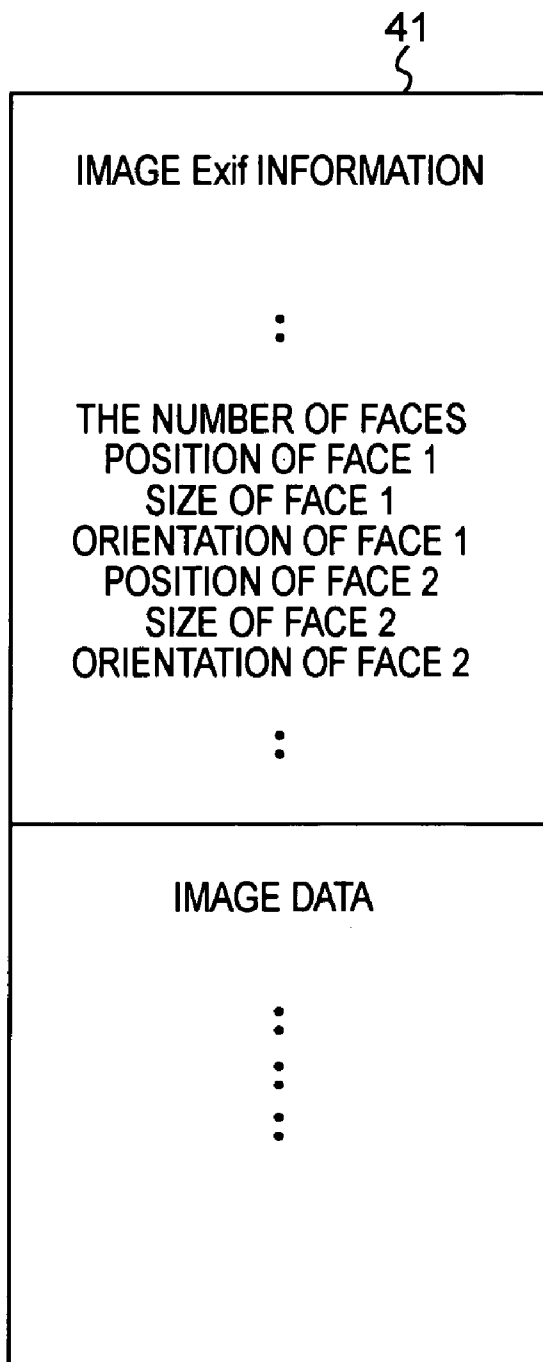 41
IMAGE Exif INFORMATION
:
THE NUMBER OF FACES
POSITION OF FACE 1
SIZE OF FACE 1
ORIENTATION OF FACE 1
POSITION OF FACE 2
SIZE OF FACE 2
ORIENTATION OF FACE 2
:
IMAGE DATA
:
:
: